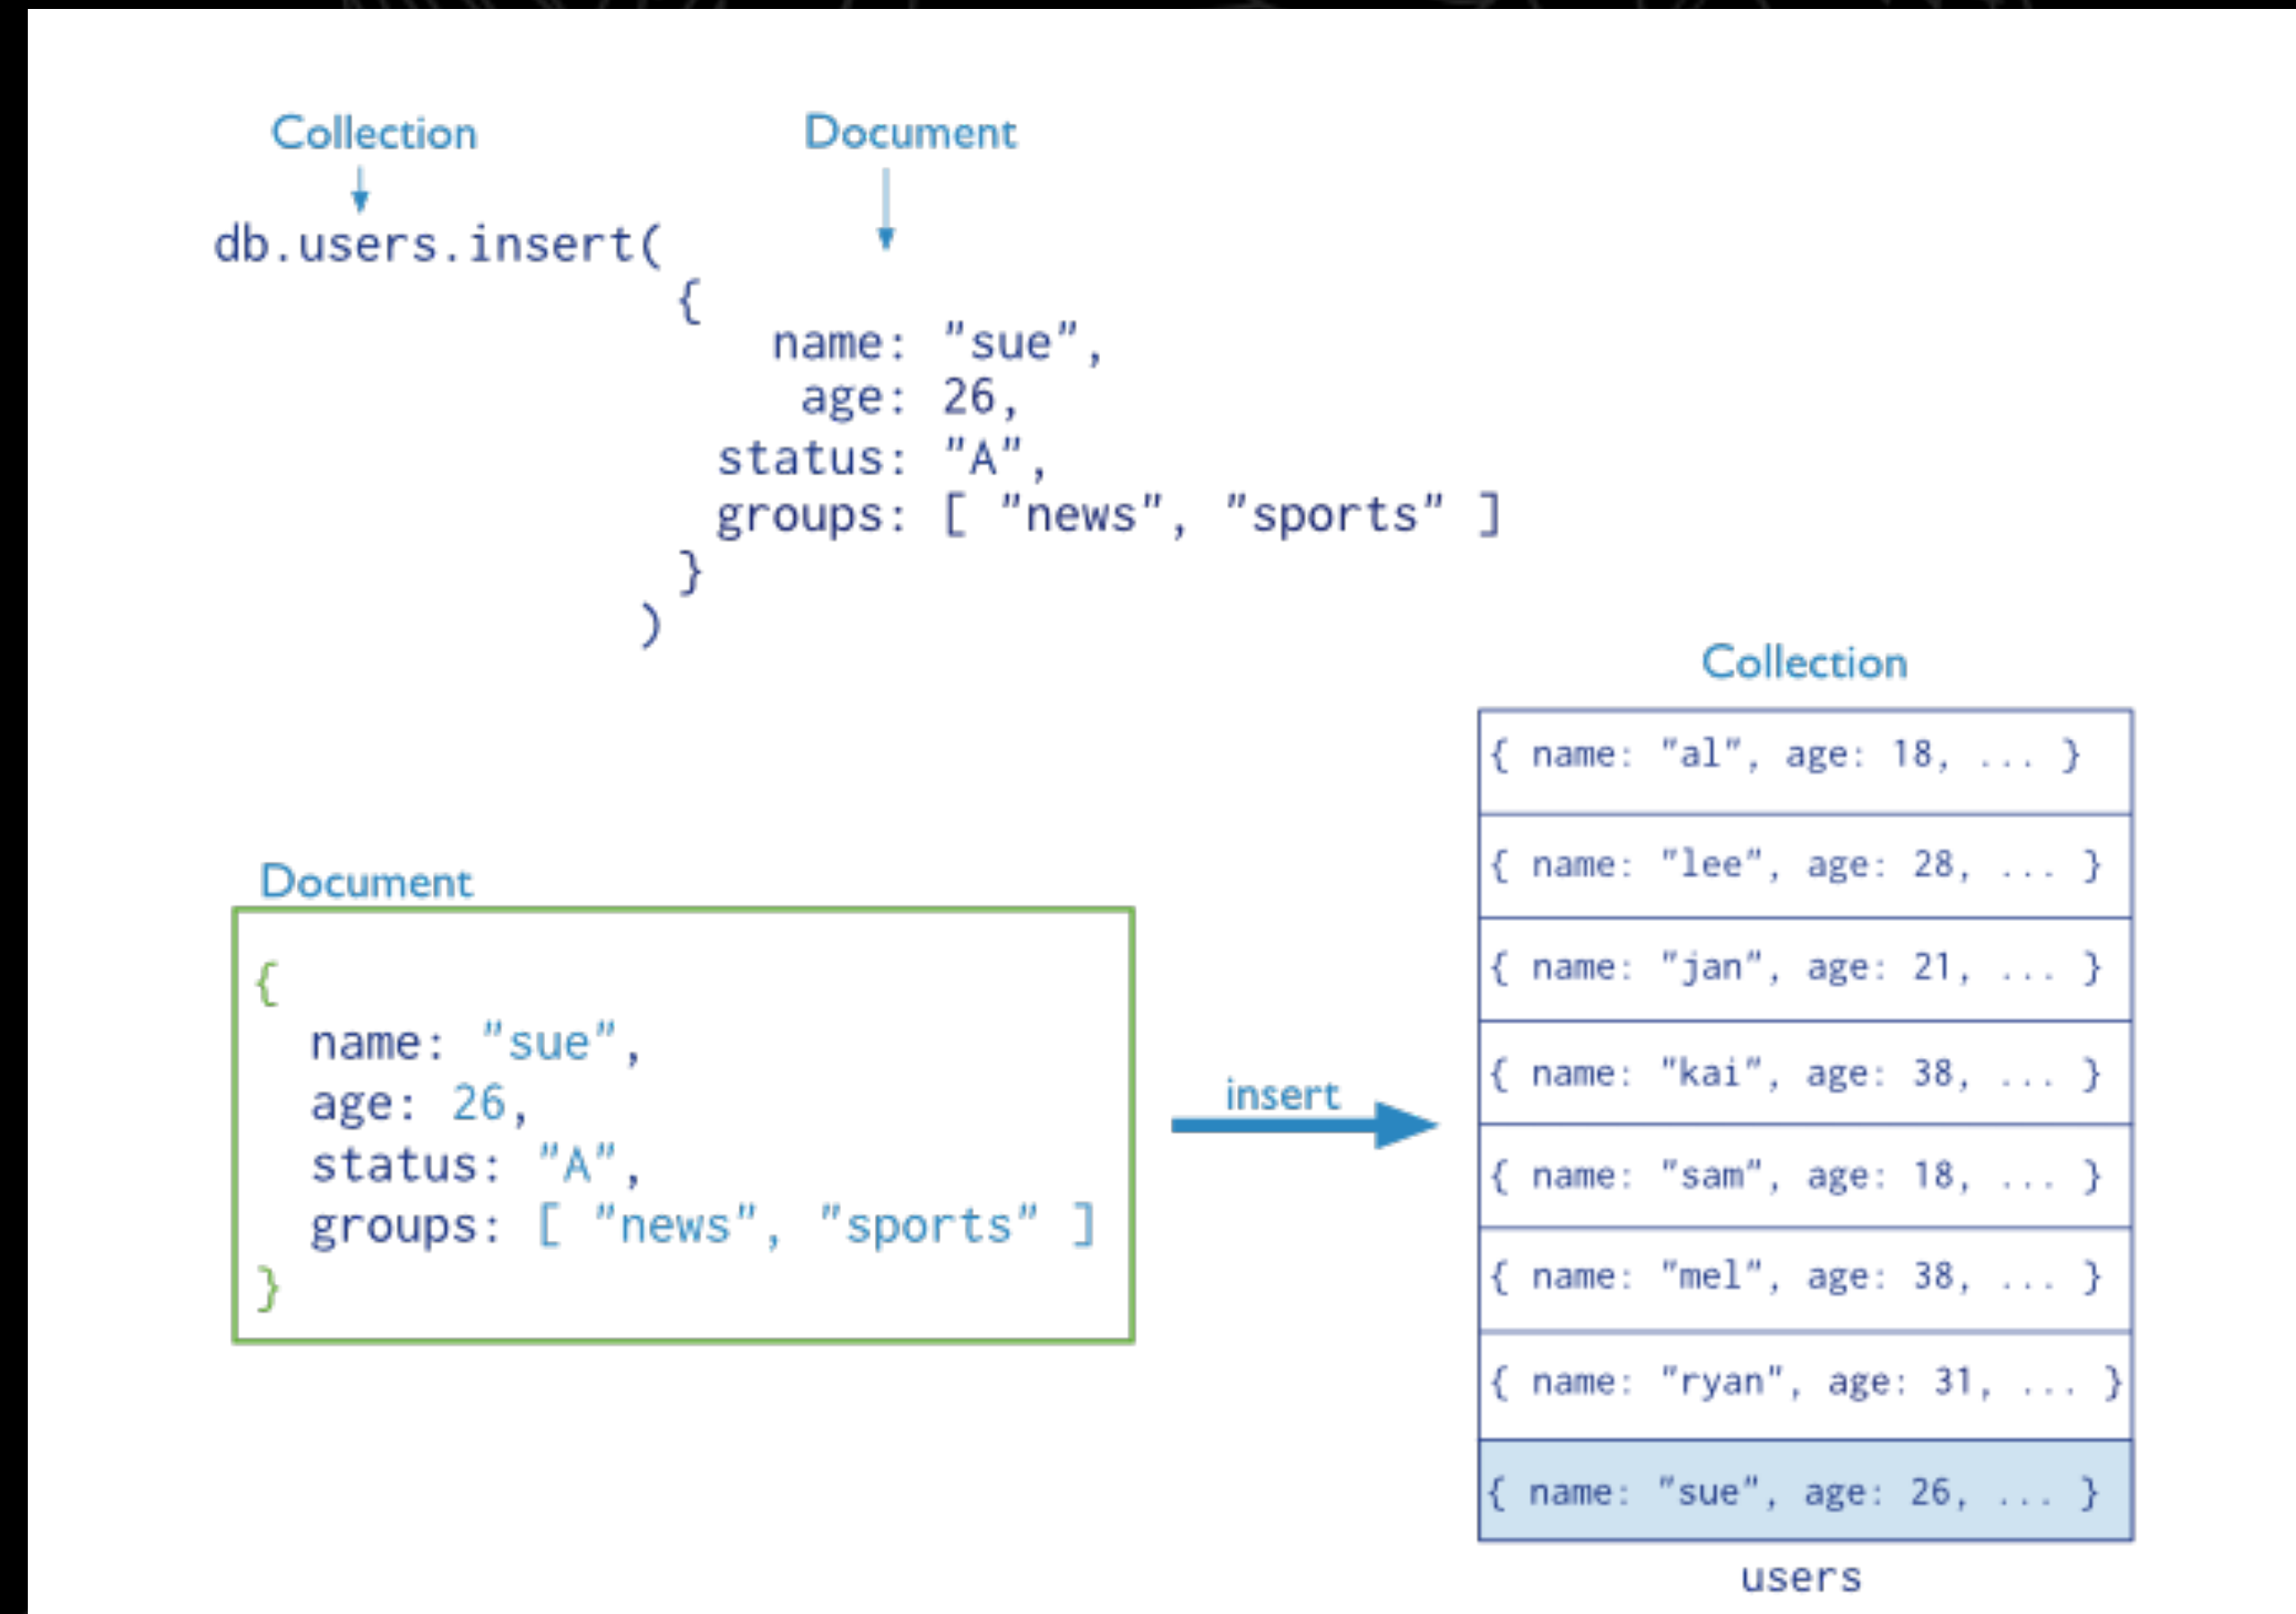 Collection Document
db.users.insert(
{
name: "sue",
age: 26,
status: "A",
groups: [ "news", "sports" ]
}
)
Document
{
name: "sue",
age: 26,
status: "A",
groups: [ "news", "sports" ]
}
insert
Collection
{ name: "al", age: 18, ... }
{ name: "lee", age: 28, ... }
{ name: "jan", age: 21, ... }
{ name: "kai", age: 38, ... }
{ name: "sam", age: 18, ... }
{ name: "mel", age: 38, ... }
{ name: "ryan", age: 31, ... }
{ name: "sue", age: 26, ... }
users